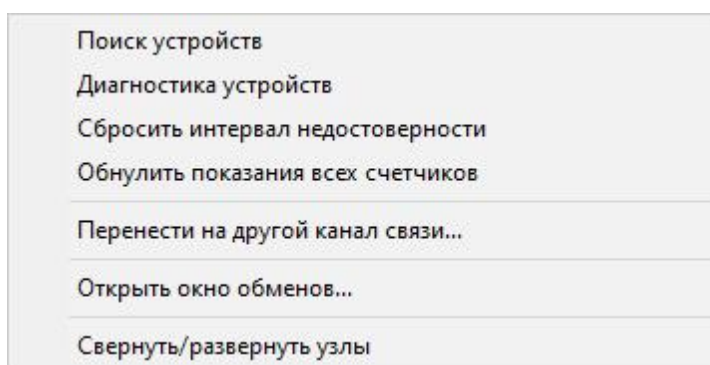 Поиск устройств
Диагностика устройств
Сбросить интервал недостоверности
Обнулить показания всех счетчиков
Перенести на другой канал связи...
Открыть окно обменов...
Свернуть/развернуть узлы